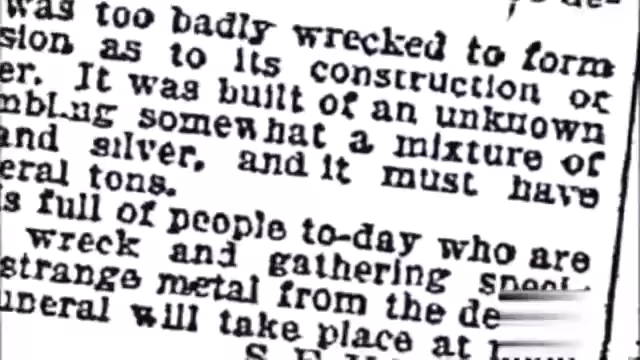 was too badly wrecked to form
sion as to its construction or
er. It was built of an unknown
mbling somewhat a mixture of
and silver, and it must have
eral tons.
s full of people to-day who are
wreck and gathering speci-
strange metal from the de
uneral will take place at
S. E.